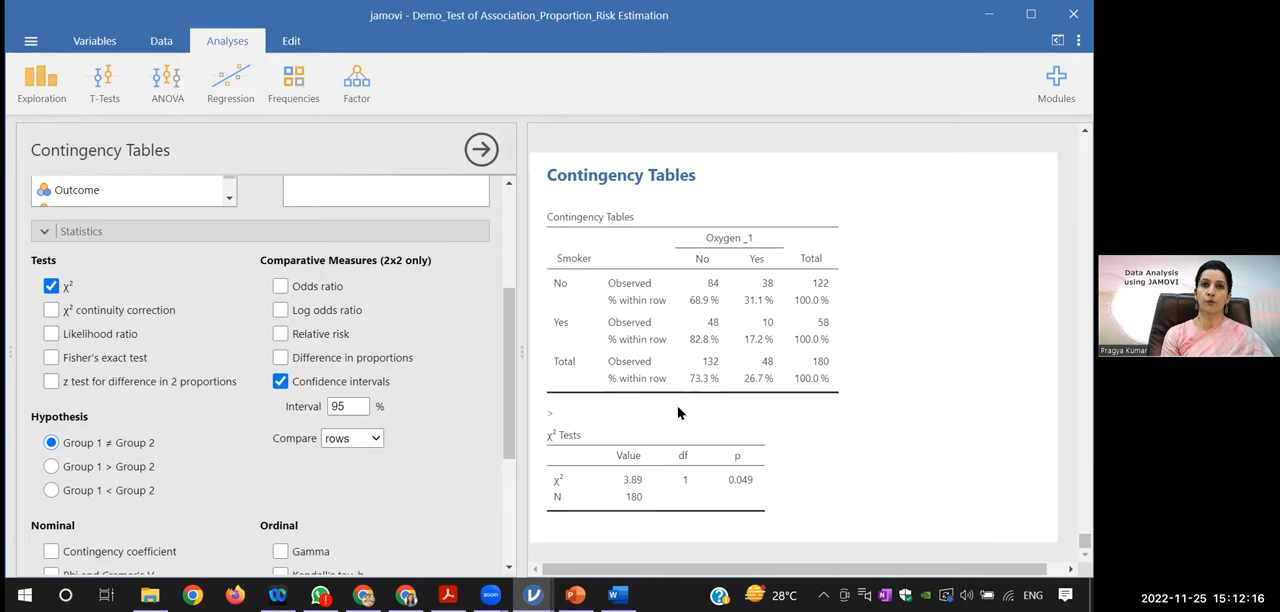 jamovi - Demo_Test of Association_Proportion_Risk Estimation
Variables Data Analyses Edit
Exploration T-Tests ANOVA Regression Frequencies Factor Modules
Contingency Tables
Outcome
Statistics
Tests
χ²
χ² continuity correction
Likelihood ratio
Fisher's exact test
z test for difference in 2 proportions
Hypothesis
Group 1 ≠ Group 2
Group 1 > Group 2
Group 1 < Group 2
Nominal
Contingency coefficient
Comparative Measures (2x2 only)
Odds ratio
Log odds ratio
Relative risk
Difference in proportions
Confidence intervals
Interval 95 %
Compare rows
Ordinal
Gamma
Contingency Tables
Contingency Tables
Oxygen _1
Smoker No Yes Total
No Observed 84 38 122
% within row 68.9 % 31.1 % 100.0 %
Yes Observed 48 10 58
% within row 82.8 % 17.2 % 100.0 %
Total Observed 132 48 180
% within row 73.3 % 26.7 % 100.0 %
>
χ² Tests
Value df p
χ² 3.89 1 0.049
N 180
Data Analysis
using JAMOVI
Pragya Kumar
zoom
28°C
ENG
2022-11-25 15:12:16